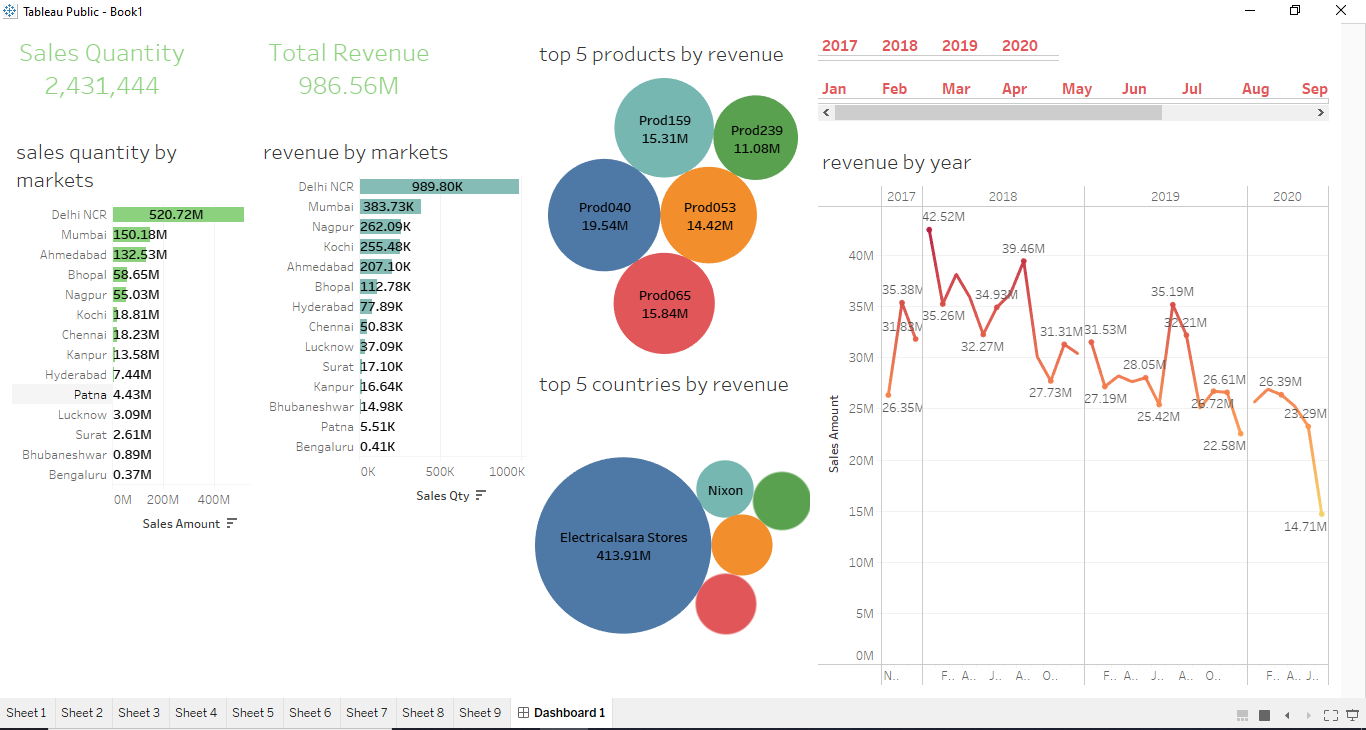 Tableau Public - Book1
Sales Quantity
2,431,444
Total Revenue
986.56M
sales quantity by
markets
Delhi NCR 520.72M
Mumbai 150.18M
Ahmedabad 132.53M
Bhopal 58.65M
Nagpur 55.03M
Kochi 18.81M
Chennai 18.23M
Kanpur 13.58M
Hyderabad 7.44M
Patna 4.43M
Lucknow 3.09M
Surat 2.61M
Bhubaneshwar 0.89M
Bengaluru 0.37M
0M 200M 400M
Sales Amount
revenue by markets
Delhi NCR 989.80K
Mumbai 383.73K
Nagpur 262.09K
Kochi 255.48K
Ahmedabad 207.10K
Bhopal 112.78K
Hyderabad 77.89K
Chennai 50.83K
Lucknow 37.09K
Surat 17.10K
Kanpur 16.64K
Bhubaneshwar 14.98K
Patna 5.51K
Bengaluru 0.41K
0K 500K 1000K
Sales Qty
top 5 products by revenue
Prod159
15.31M
Prod239
11.08M
Prod040
19.54M
Prod053
14.42M
Prod065
15.84M
top 5 countries by revenue
Nixon
Electricalsara Stores
413.91M
2017 2018 2019 2020
Jan Feb Mar Apr May Jun Jul Aug Sep
revenue by year
2017 2018 2019 2020
42.52M
39.46M
35.38M
34.93M
35.19M
31.83M
35.26M
31.31M
31.53M
32.21M
32.27M
28.05M
26.61M
26.39M
26.35M
27.73M
27.19M
25.42M
26.72M
23.29M
22.58M
14.71M
40M
35M
30M
25M
20M
15M
10M
5M
0M
Sales Amount
N.. F.. A.. J.. A.. O.. F.. A.. J.. A.. O.. F.. A.. J..
Sheet 1 Sheet 2 Sheet 3 Sheet 4 Sheet 5 Sheet 6 Sheet 7 Sheet 8 Sheet 9 Dashboard 1